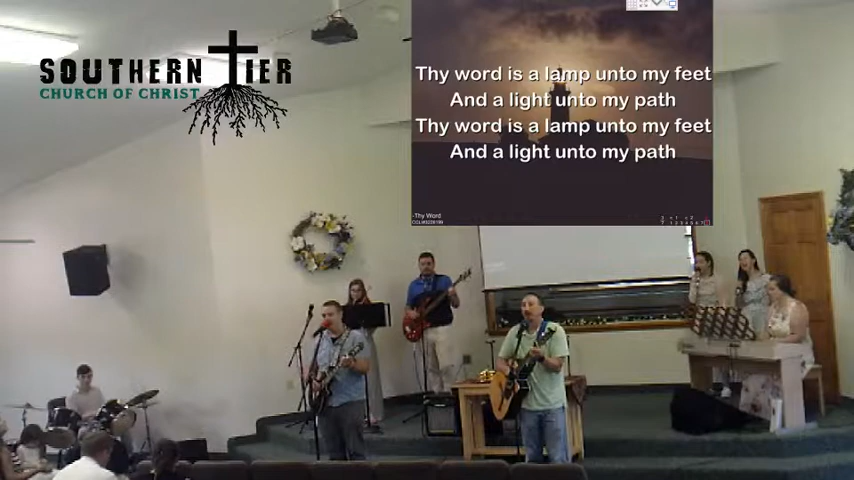 SOUTHERN TIER
CHURCH OF CHRIST
Thy word is a lamp unto my feet
And a light unto my path
Thy word is a lamp unto my feet
And a light unto my path
-Thy Word